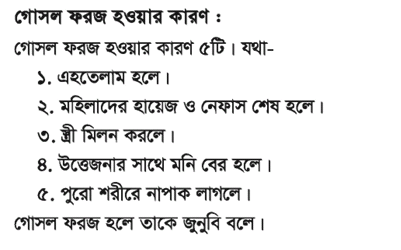 গোসল ফরজ হওয়ার কারণ :
গোসল ফরজ হওয়ার কারণ ৫টি। যথা-
১. এহতেলাম হলে।
২. মহিলাদের হায়েজ ও নেফাস শেষ হলে।
৩. স্ত্রী মিলন করলে।
৪. উত্তেজনার সাথে মনি বের হলে।
৫. পুরো শরীরে নাপাক লাগলে।
গোসল ফরজ হলে তাকে জুনুবি বলে।